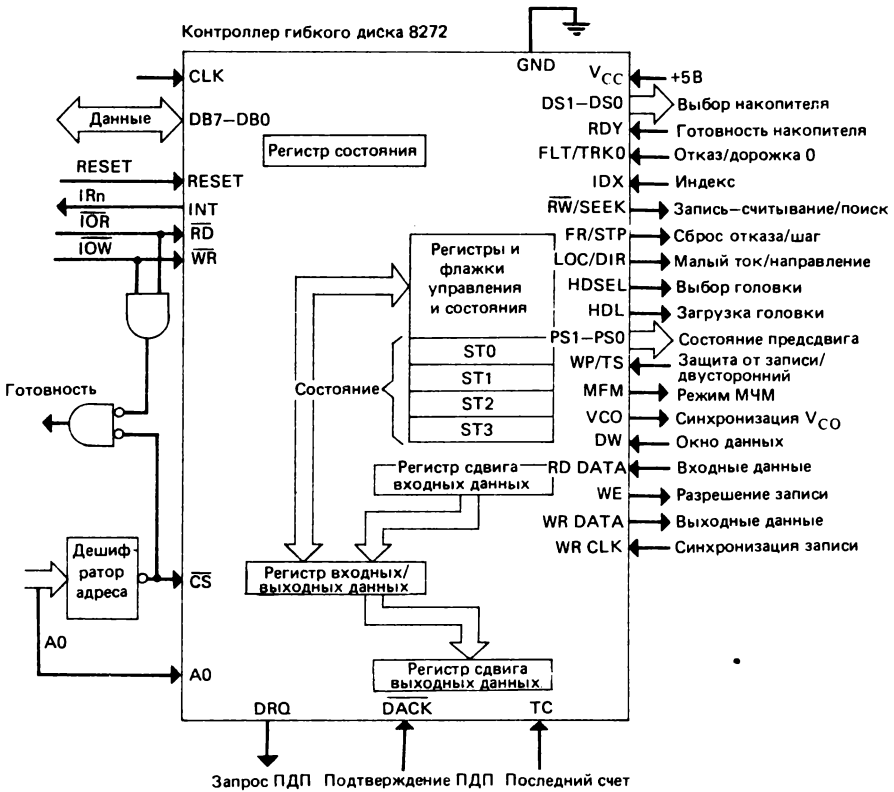 Контроллер гибкого диска 8272
GND
CLK
Данные
DB7–DB0
Регистр состояния
RESET
RESET
IRn
INT
IOR
RD
IOW
WR
Готовность
Дешиф-
ратор
адреса
CS
A0
A0
Регистры и
флажки
управления
и состояния
Состояние
ST0
ST1
ST2
ST3
Регистр сдвига
входных данных
Регистр входных/
выходных данных
Регистр сдвига
выходных данных
VCC
+5В
DS1–DS0
Выбор накопителя
RDY
Готовность накопителя
FLT/TRK0
Отказ/дорожка 0
IDX
Индекс
RW/SEEK
Запись–считывание/поиск
FR/STP
Сброс отказа/шаг
LOC/DIR
Малый ток/направление
HDSEL
Выбор головки
HDL
Загрузка головки
PS1–PS0
Состояние предсдвига
WP/TS
Защита от записи/
двусторонний
MFM
Режим МЧМ
VCO
Синхронизация VCO
DW
Окно данных
RD DATA
Входные данные
WE
Разрешение записи
WR DATA
Выходные данные
WR CLK
Синхронизация записи
DRQ
DACK
TC
Запрос ПДП
Подтверждение ПДП
Последний счет